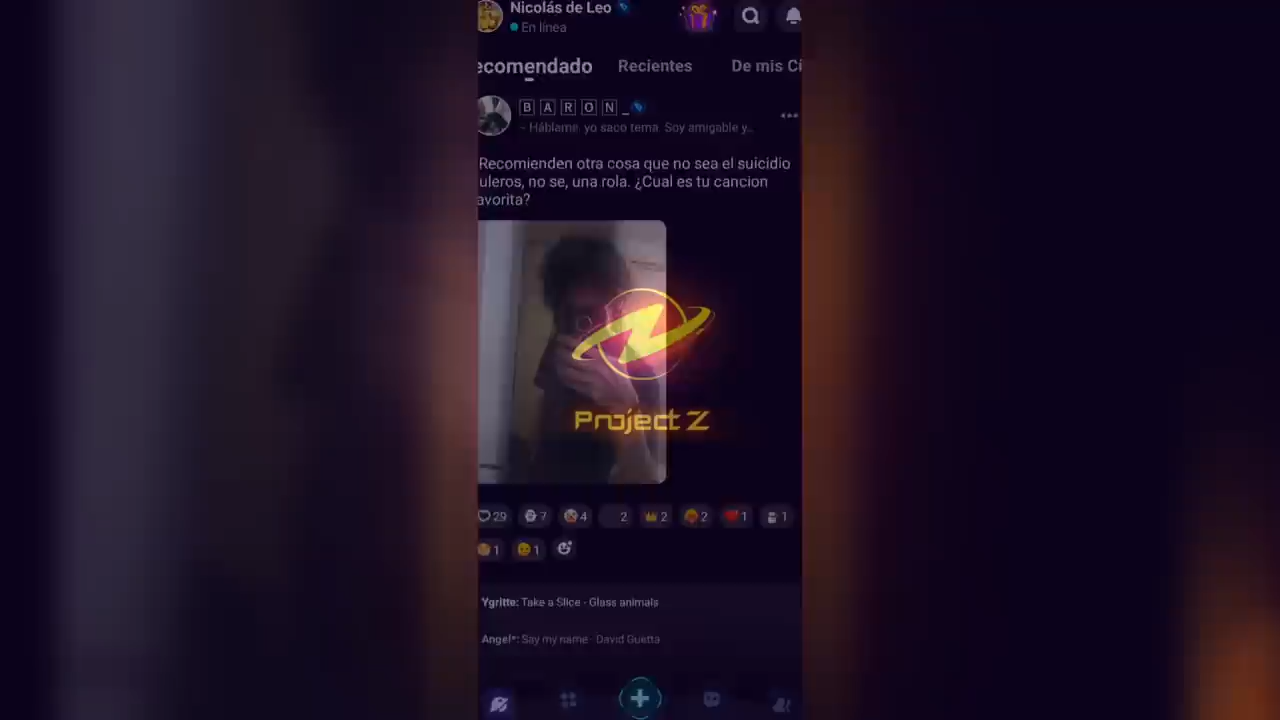 Nicolás de Leo
En línea
ecomendado Recientes De mis Ci
B A R O N _
~ Háblame, yo saco tema. Soy amigable y...
Recomienden otra cosa que no sea el suicidio
uleros, no se, una rola. ¿Cual es tu cancion
avorita?
Project Z
29 7 4 2 2 2 1 1
1 1
Ygritte: Take a Slice - Glass animals
Angel*: Say my name - David Guetta